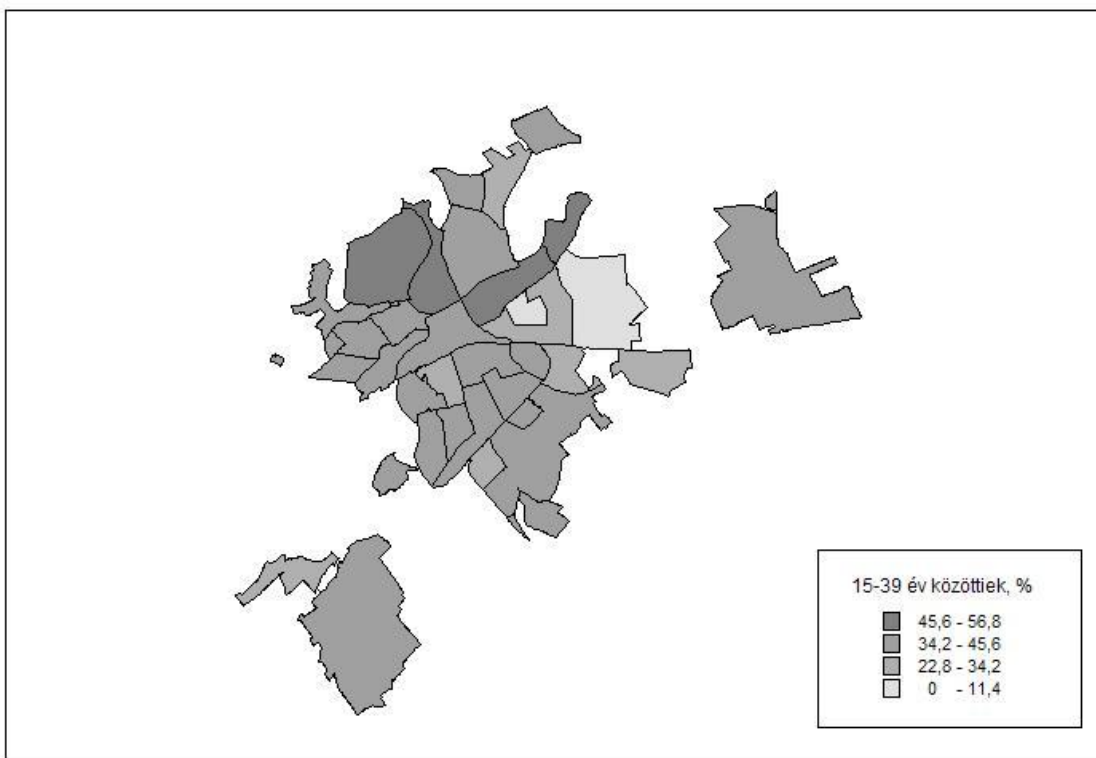 15-39 év közöttiek, %
45,6 - 56,8
34,2 - 45,6
22,8 - 34,2
0 - 11,4